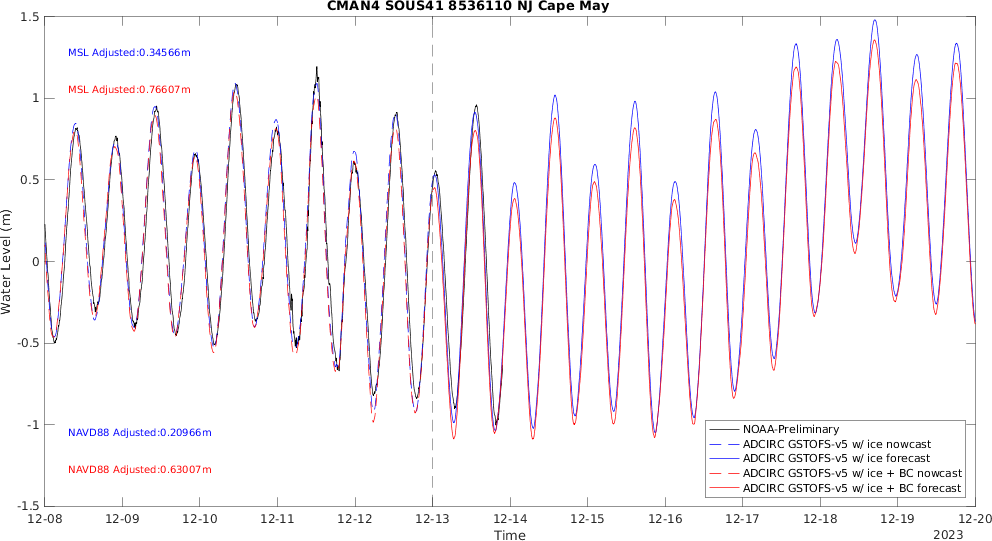 CMAN4 SOUS41 8536110 NJ Cape May
1.5
1
0.5
0
-0.5
-1
-1.5
Water Level (m)
MSL Adjusted:0.34566m
MSL Adjusted:0.76607m
NAVD88 Adjusted:0.20966m
NAVD88 Adjusted:0.63007m
NOAA-Preliminary
ADCIRC GSTOFS-v5 w/ ice nowcast
ADCIRC GSTOFS-v5 w/ ice forecast
ADCIRC GSTOFS-v5 w/ ice + BC nowcast
ADCIRC GSTOFS-v5 w/ ice + BC forecast
12-08 12-09 12-10 12-11 12-12 12-13 12-14 12-15 12-16 12-17 12-18 12-19 12-20
Time
2023